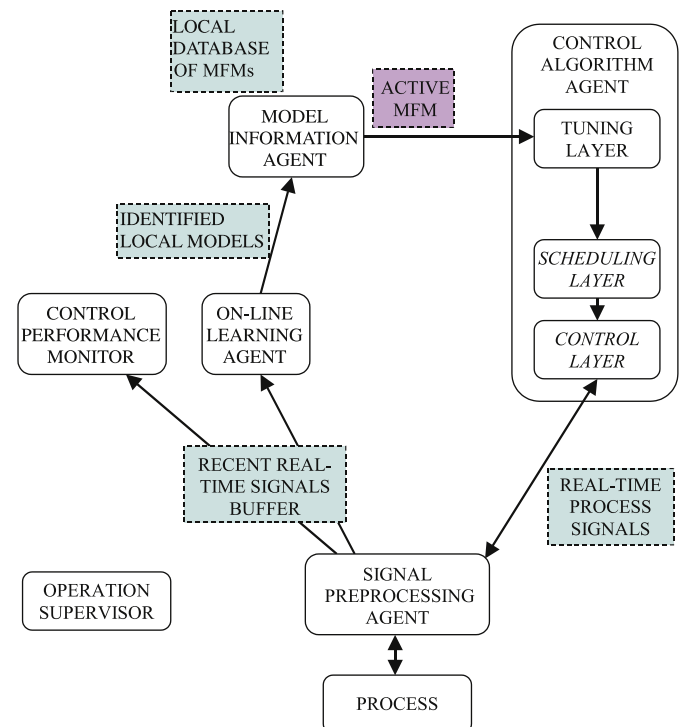 LOCAL
DATABASE
OF MFMs
ACTIVE
MFM
CONTROL
ALGORITHM
AGENT
MODEL
INFORMATION
AGENT
TUNING
LAYER
IDENTIFIED
LOCAL MODELS
SCHEDULING
LAYER
CONTROL
PERFORMANCE
MONITOR
ON-LINE
LEARNING
AGENT
CONTROL
LAYER
RECENT REAL-
TIME SIGNALS
BUFFER
REAL-TIME
PROCESS
SIGNALS
OPERATION
SUPERVISOR
SIGNAL
PREPROCESSING
AGENT
PROCESS